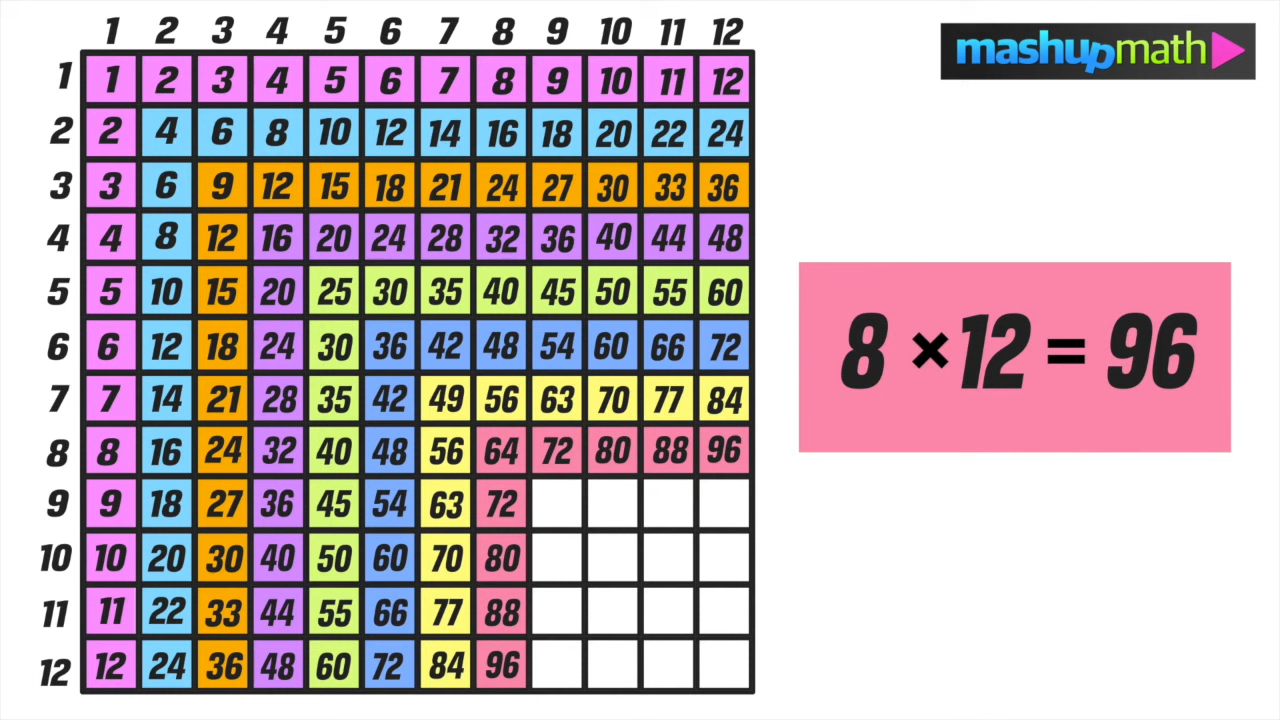 1 2 3 4 5 6 7 8 9 10 11 12
mashupmath
1 1 2 3 4 5 6 7 8 9 10 11 12
2 2 4 6 8 10 12 14 16 18 20 22 24
3 3 6 9 12 15 18 21 24 27 30 33 36
4 4 8 12 16 20 24 28 32 36 40 44 48
5 5 10 15 20 25 30 35 40 45 50 55 60
6 6 12 18 24 30 36 42 48 54 60 66 72
7 7 14 21 28 35 42 49 56 63 70 77 84
8 8 16 24 32 40 48 56 64 72 80 88 96
9 9 18 27 36 45 54 63 72
10 10 20 30 40 50 60 70 80
11 11 22 33 44 55 66 77 88
12 12 24 36 48 60 72 84 96
8 × 12 = 96